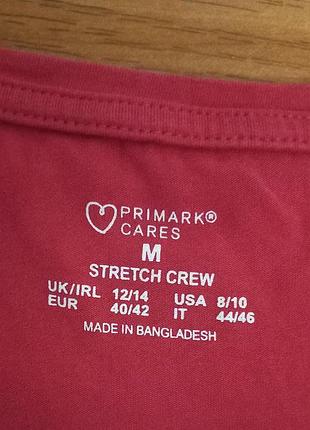 PRIMARK®
CARES
M
STRETCH CREW
UK/IRL 12/14 USA 8/10
EUR 40/42 IT 44/46
MADE IN BANGLADESH